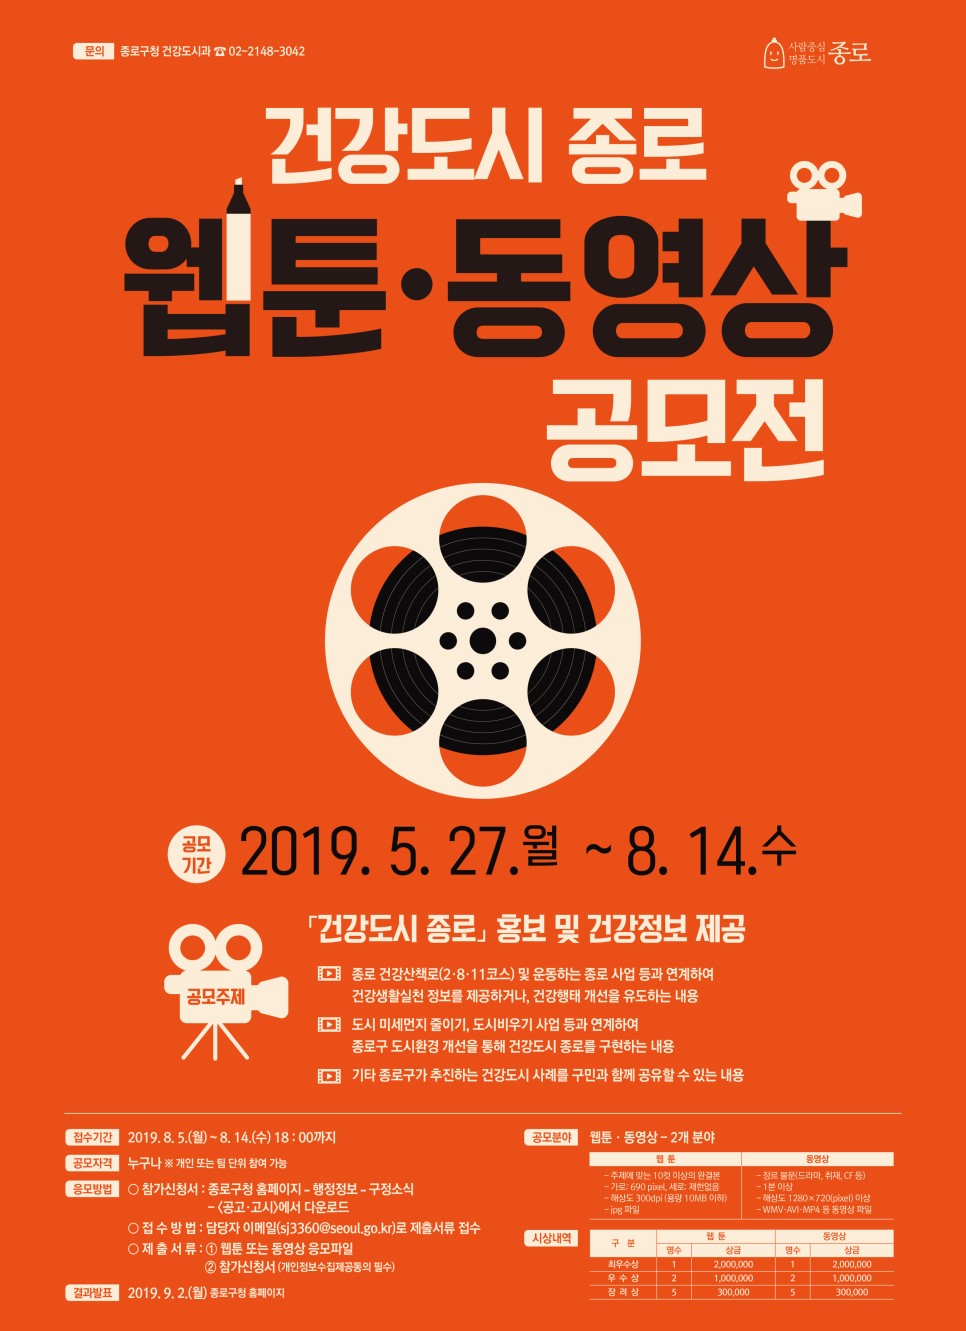 문의 종로구청 건강도시과 ☎ 02-2148-3042
사람중심
명품도시 종로
건강도시 종로
웹툰·동영상
공모전
공모
기간
2019. 5. 27.월 ~ 8. 14.수
공모주제
「건강도시 종로」 홍보 및 건강정보 제공
종로 건강산책로(2·8·11코스) 및 운동하는 종로 사업 등과 연계하여
건강생활실천 정보를 제공하거나, 건강행태 개선을 유도하는 내용
도시 미세먼지 줄이기, 도시비우기 사업 등과 연계하여
종로구 도시환경 개선을 통해 건강도시 종로를 구현하는 내용
기타 종로구가 추진하는 건강도시 사례를 구민과 함께 공유할 수 있는 내용
접수기간 2019. 8. 5.(월) ~ 8. 14.(수) 18 : 00까지
공모자격 누구나 ※ 개인 또는 팀 단위 참여 가능
응모방법 ○ 참가신청서 : 종로구청 홈페이지 - 행정정보 - 구정소식
- <공고·고시>에서 다운로드
○ 접 수 방 법 : 담당자 이메일(sj3360@seoul.go.kr)로 제출서류 접수
○ 제 출 서 류 : ① 웹툰 또는 동영상 응모파일
② 참가신청서 (개인정보수집제공동의 필수)
결과발표 2019. 9. 2.(월) 종로구청 홈페이지
공모분야 웹툰 · 동영상 - 2개 분야
웹 툰 동영상
- 주제에 맞는 10컷 이상의 완결본 - 장르 불문(드라마, 취재, CF 등)
- 가로: 690 pixel, 세로: 제한없음 - 1분 이상
- 해상도 300dpi (용량 10MB 이하) - 해상도 1280×720(pixel) 이상
- jpg 파일 - WMV·AVI·MP4 등 동영상 파일
시상내역
구 분 웹 툰 동영상
명수 상금 명수 상금
최우수상 1 2,000,000 1 2,000,000
우 수 상 2 1,000,000 2 1,000,000
장 려 상 5 300,000 5 300,000